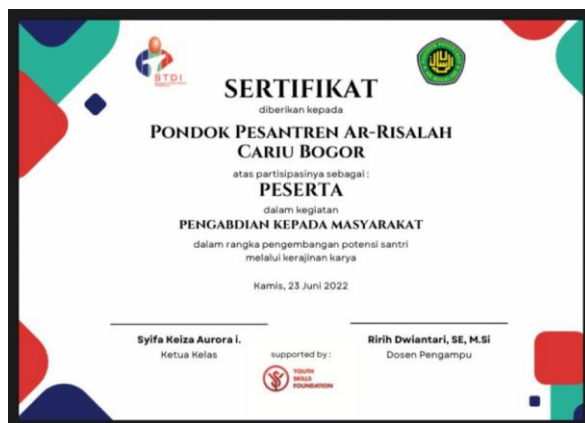 STDI
SERTIFIKAT
diberikan kepada
PONDOK PESANTREN AR-RISALAH
CARIU BOGOR
atas partisipasinya sebagai :
PESERTA
dalam kegiatan
PENGABDIAN KEPADA MASYARAKAT
dalam rangka pengembangan potensi santri
melalui kerajinan karya
Kamis, 23 Juni 2022
Syifa Keiza Aurora i.
Ketua Kelas
Ririh Dwiantari, SE, M.Si
Dosen Pengampu
supported by :
YOUTH
SKILLS
FOUNDATION